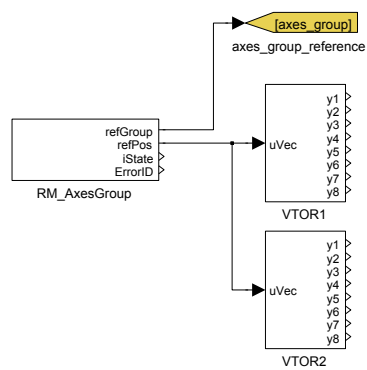 [axes_group]
axes_group_reference
refGroup
refPos
iState
ErrorID
RM_AxesGroup
uVec
y1
y2
y3
y4
y5
y6
y7
y8
VTOR1
uVec
y1
y2
y3
y4
y5
y6
y7
y8
VTOR2